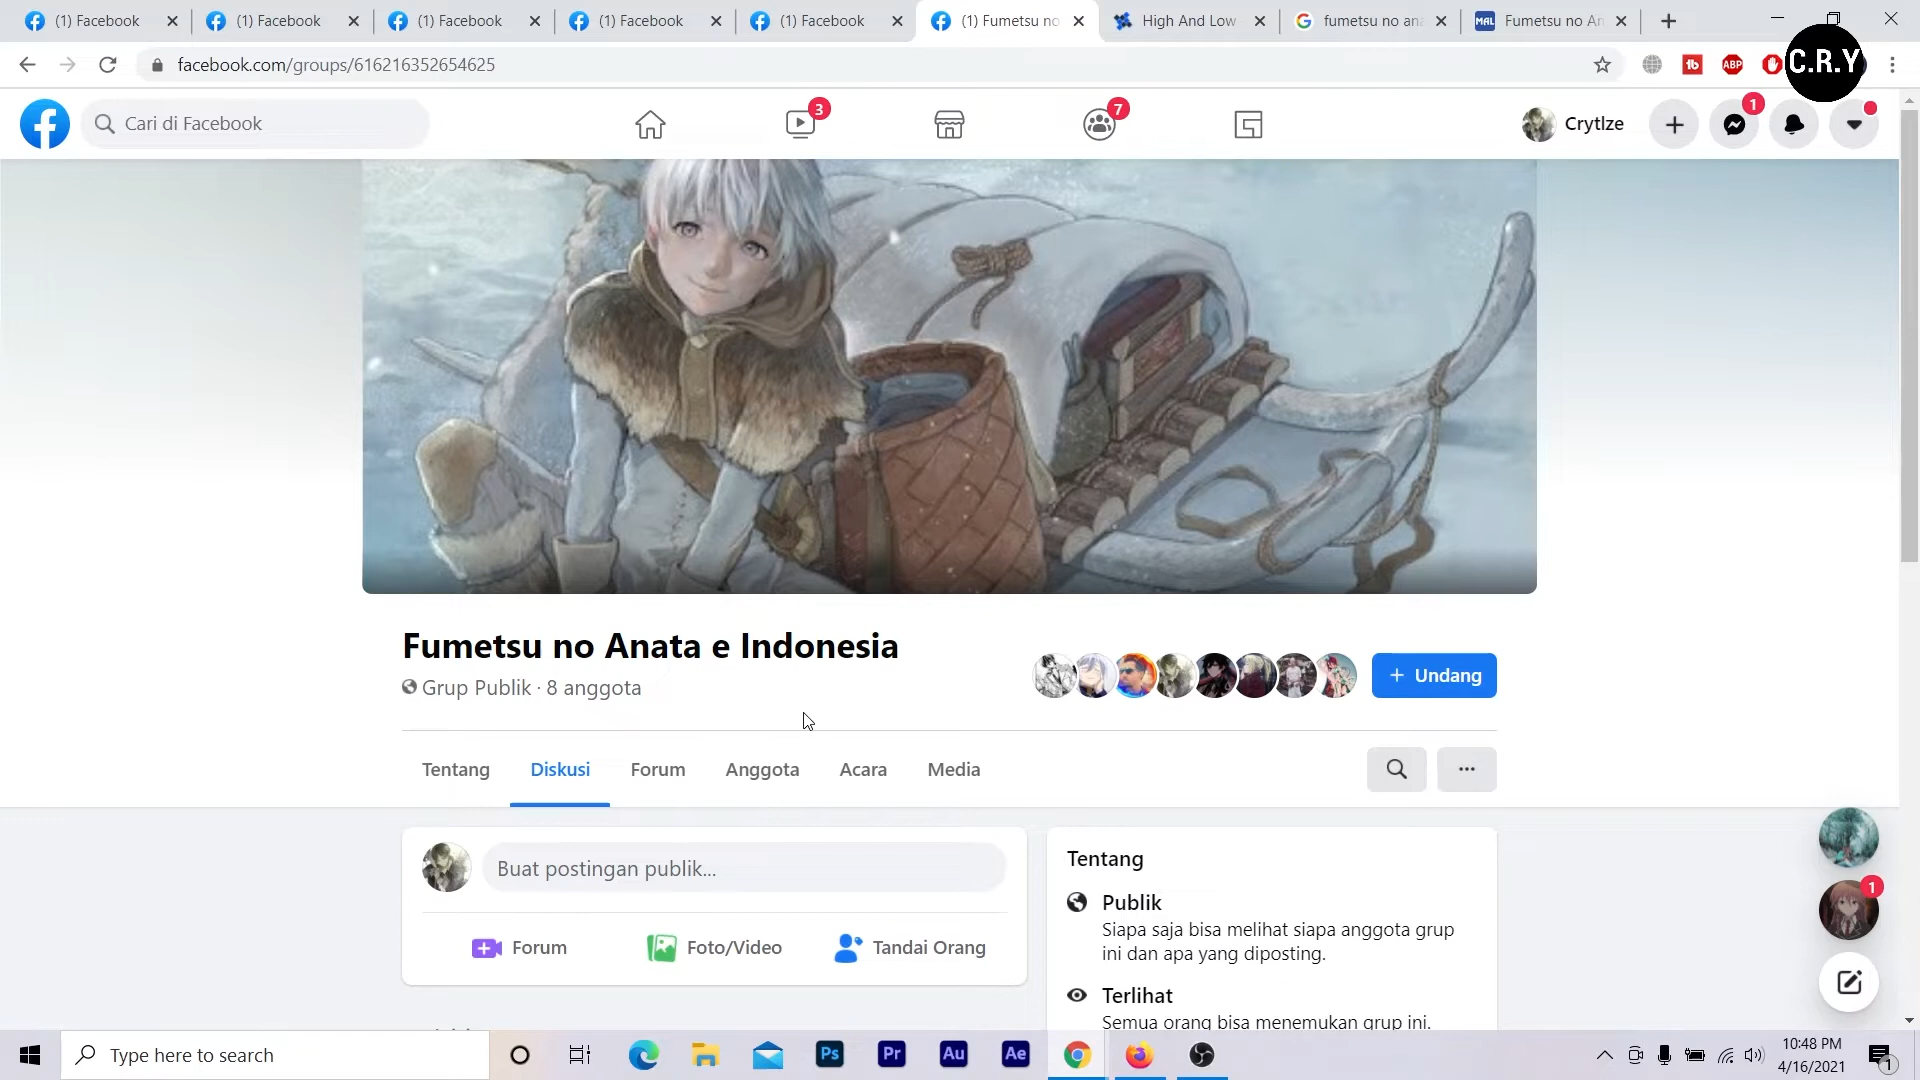 (1) Facebook
(1) Facebook
(1) Facebook
(1) Facebook
(1) Facebook
(1) Fumetsu no
High And Low
fumetsu no ana
MAL
Fumetsu no An
facebook.com/groups/616216352654625
ABP
C.R.Y
Cari di Facebook
3
7
Crytlze
1
Fumetsu no Anata e Indonesia
Grup Publik · 8 anggota
+ Undang
Tentang
Diskusi
Forum
Anggota
Acara
Media
Buat postingan publik...
Forum
Foto/Video
Tandai Orang
Tentang
Publik
Siapa saja bisa melihat siapa anggota grup
ini dan apa yang diposting.
Terlihat
Semua orang bisa menemukan grup ini.
1
Type here to search
Ps
Pr
Au
Ae
10:48 PM
4/16/2021
1